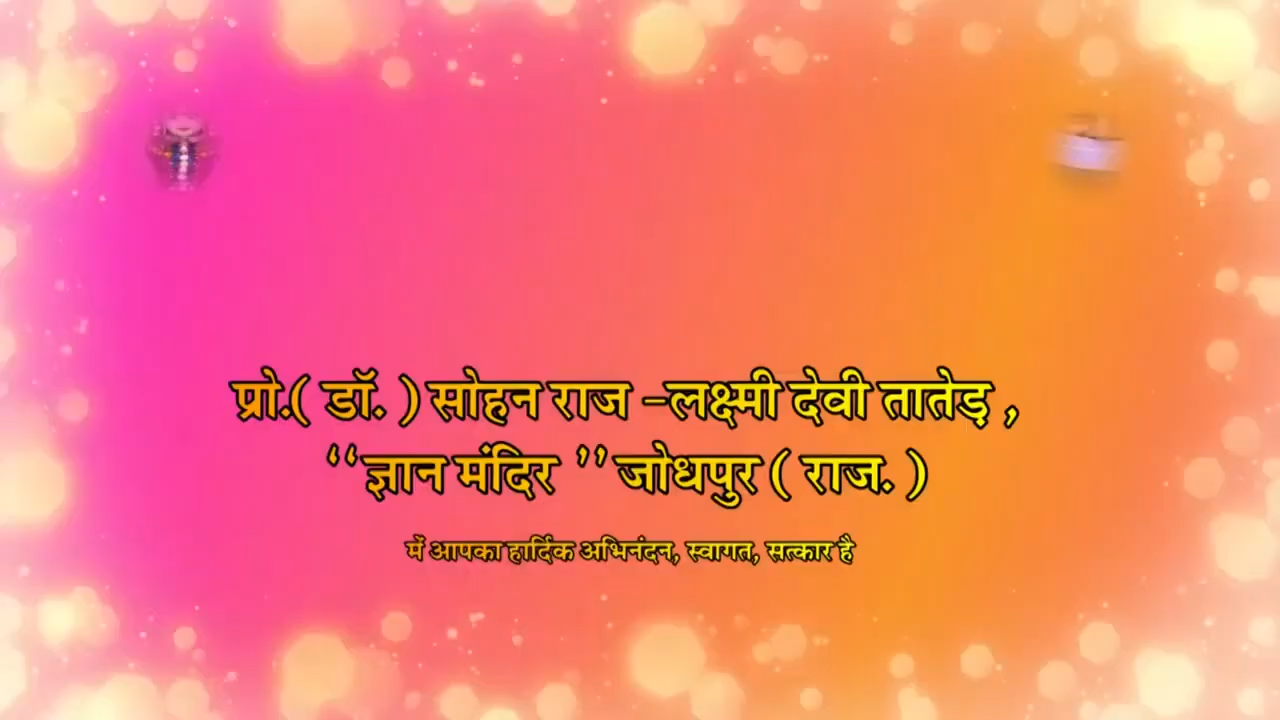 प्रो.( डॉ. ) सोहन राज -लक्ष्मी देवी तातेड़ ,
‘‘ज्ञान मंदिर ’’ जोधपुर ( राज. )
में आपका हार्दिक अभिनंदन, स्वागत, सत्कार है